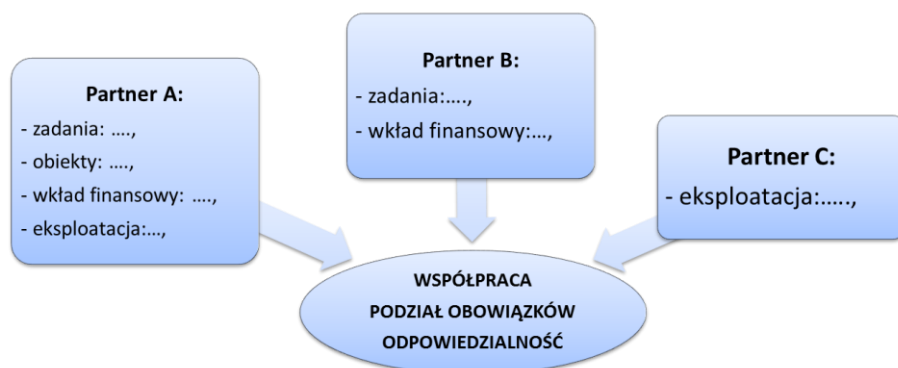 Partner A:
- zadania: ….,
- obiekty: ….,
- wkład finansowy: ….,
- eksploatacja:…,
Partner B:
- zadania:….,
- wkład finansowy:…,
Partner C:
- eksploatacja:…..,
WSPÓŁPRACA
PODZIAŁ OBOWIĄZKÓW
ODPOWIEDZIALNOŚĆ